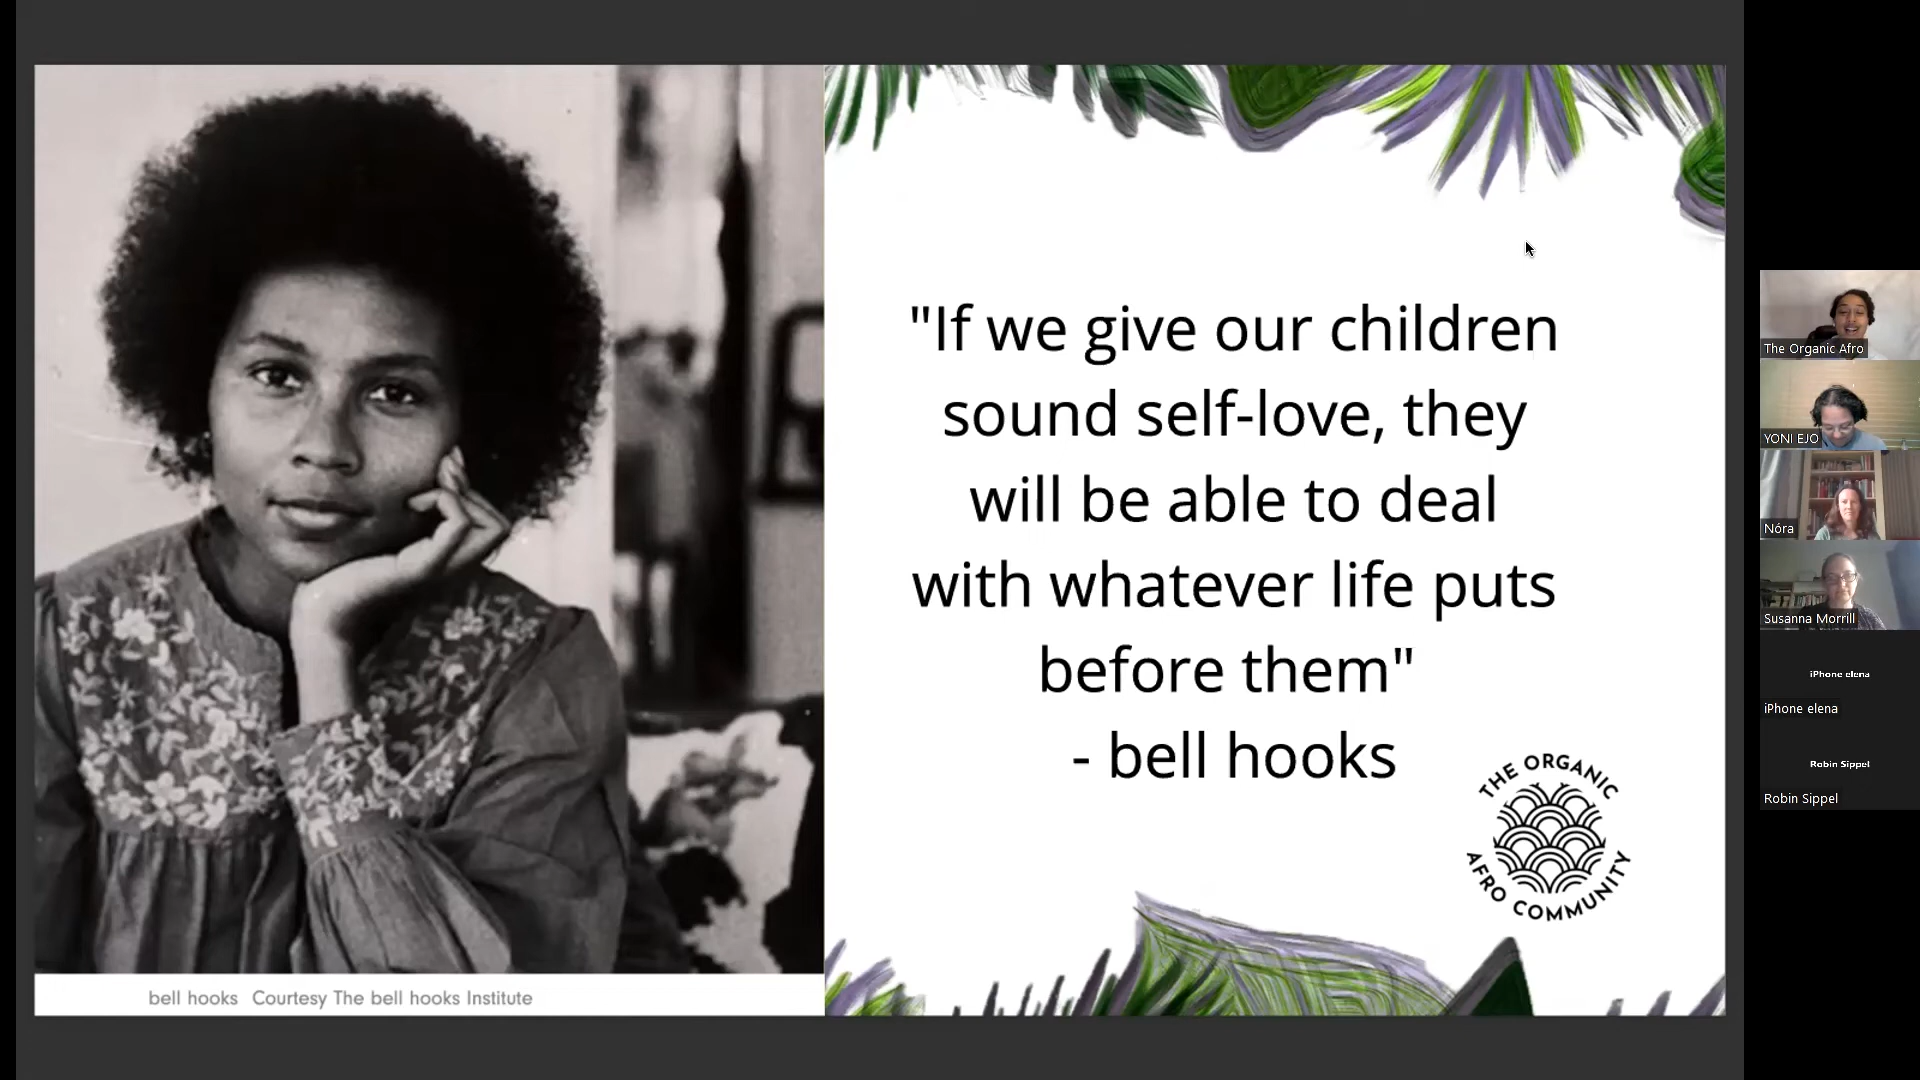 "If we give our children
sound self-love, they
will be able to deal
with whatever life puts
before them"
- bell hooks
THE ORGANIC
AFRO COMMUNITY
bell hooks Courtesy The bell hooks Institute
The Organic Afro
YONI EJO
Nóra
Susanna Morrill
iPhone elena
iPhone elena
Robin Sippel
Robin Sippel